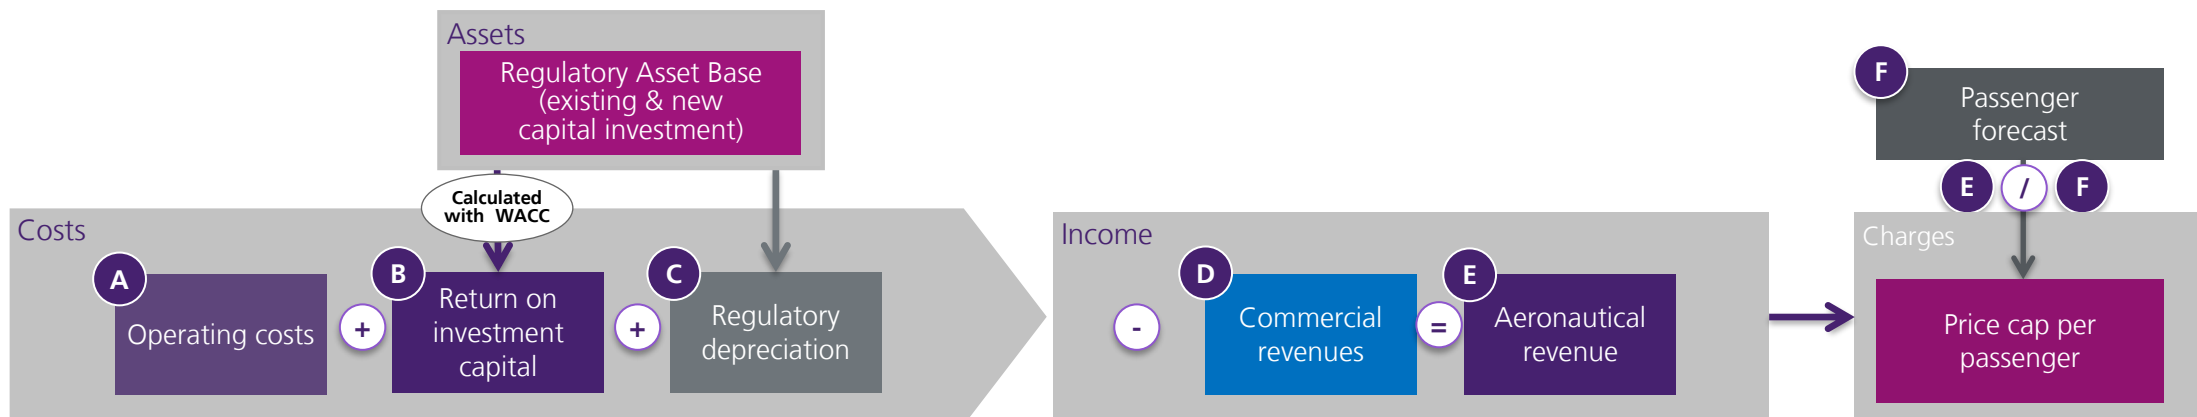 Assets
Regulatory Asset Base
(existing & new
capital investment)
Calculated
with WACC
Costs
A
Operating costs
+
B
Return on
investment
capital
+
C
Regulatory
depreciation
Income
-
D
Commercial
revenues
=
E
Aeronautical
revenue
F
Passenger
forecast
E / F
Charges
Price cap per
passenger